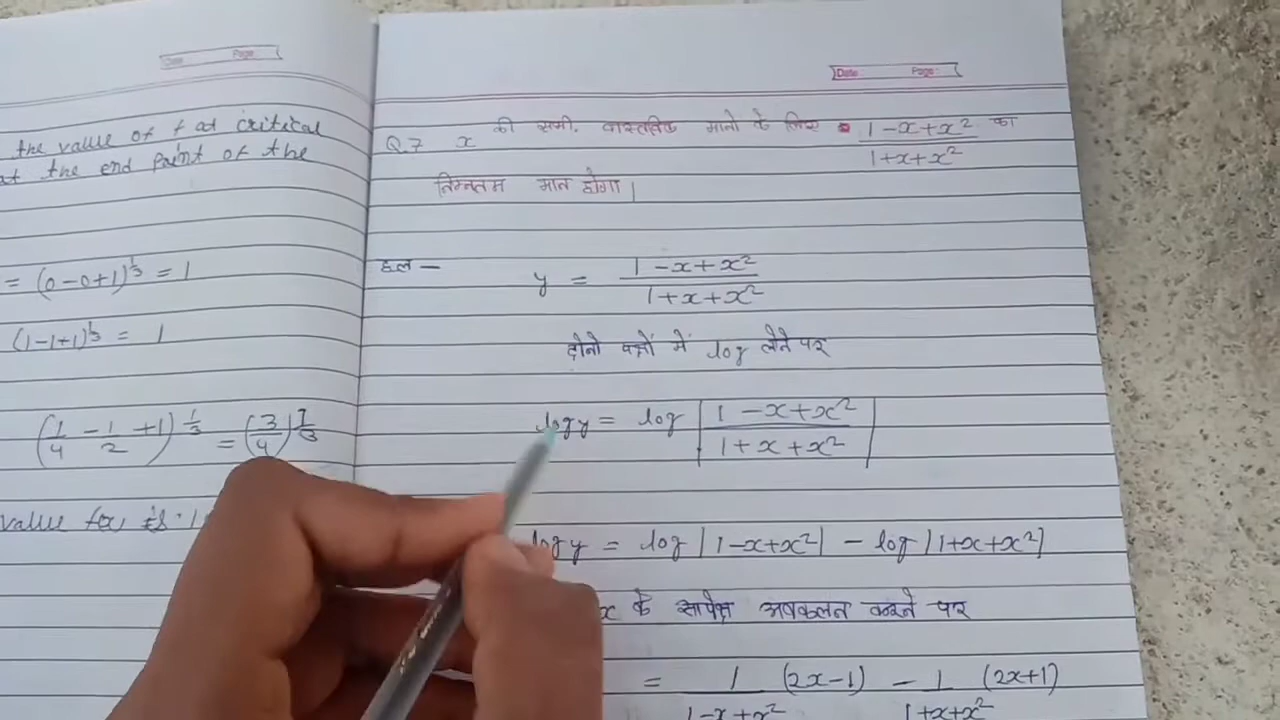 Date Page:
the value of f at critical
at the end point of the
= (0-0+1)^{1/3} = 1
(1-1+1)^{1/3} = 1
(1/4 - 1/2 + 1)^{1/3} = (3/4)^{1/3}
value
Date Page:
Q.7 x की सभी वास्तविक मानो के लिए (1-x+x²)/(1+x+x²) का
निम्नतम मान होगा।
हल —
y = (1-x+x²)/(1+x+x²)
दोनो पक्षों में log लेने पर
log y = log |(1-x+x²)/(1+x+x²)|
log y = log |1-x+x²| - log |1+x+x²|
x के सापेक्ष अवकलन करने पर
= 1/(1-x+x²) (2x-1) - 1/(1+x+x²) (2x+1)